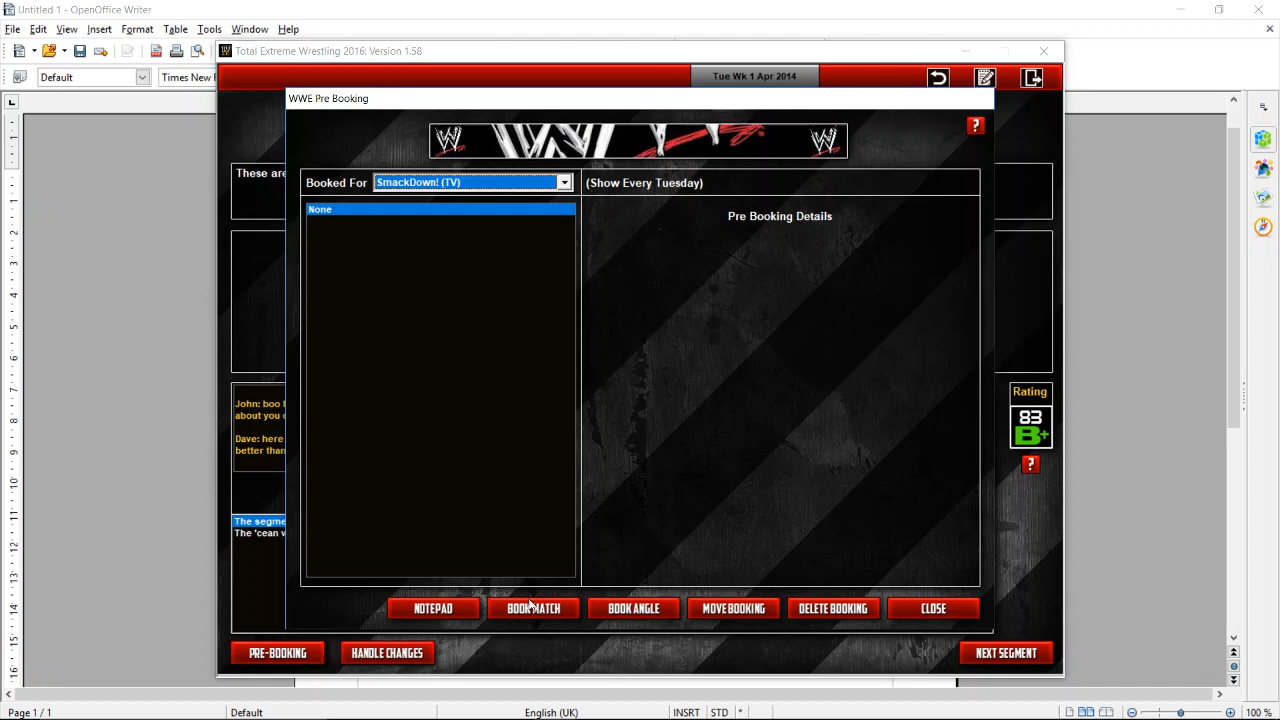 Untitled 1 - OpenOffice Writer
File Edit View Insert Format Table Tools Window Help
Total Extreme Wrestling 2016: Version 1.58
Default
Times New R
Tue Wk 1 Apr 2014
WWE Pre Booking
?
These are
Booked For SmackDown! (TV) (Show Every Tuesday)
None
Pre Booking Details
Rating
83
B+
?
John: boo h
about you o
Dave: here
better than
The segme
The 'cean v
NOTEPAD BOOK MATCH BOOK ANGLE MOVE BOOKING DELETE BOOKING CLOSE
PRE-BOOKING HANDLE CHANGES NEXT SEGMENT
Page 1 / 1 Default English (UK) INSRT STD * 100 %